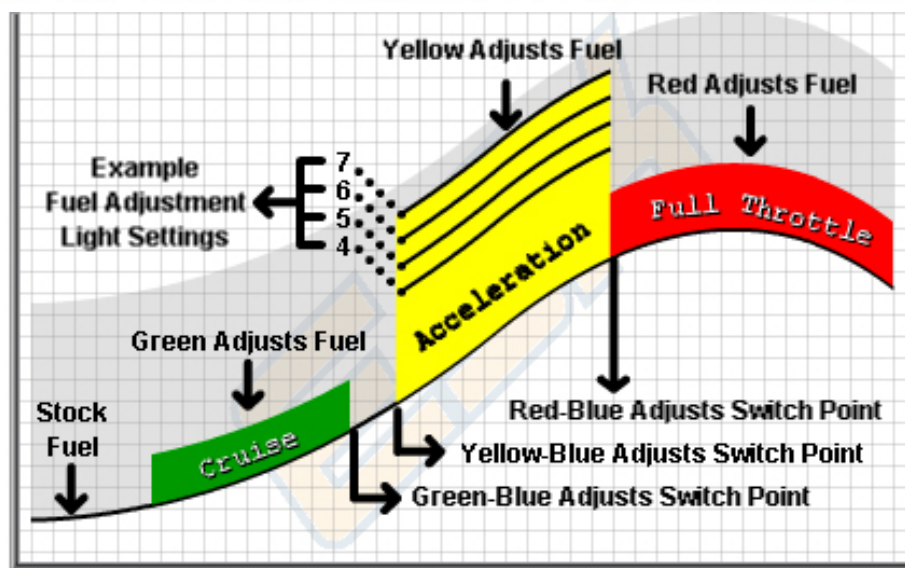 Yellow Adjusts Fuel
Red Adjusts Fuel
Example
Fuel Adjustment
Light Settings
7
6
5
4
Full Throttle
Acceleration
Green Adjusts Fuel
Stock
Fuel
Cruise
Red-Blue Adjusts Switch Point
Yellow-Blue Adjusts Switch Point
Green-Blue Adjusts Switch Point